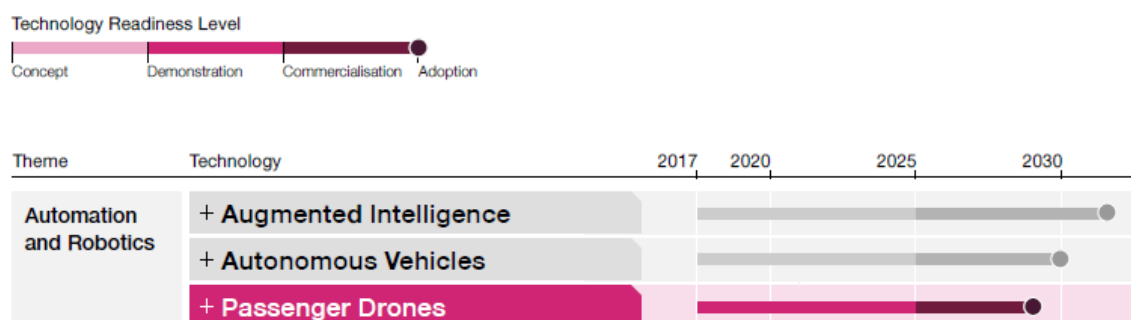 Technology Readiness Level
Concept Demonstration Commercialisation Adoption
Theme Technology 2017 2020 2025 2030
Automation and Robotics
+ Augmented Intelligence
+ Autonomous Vehicles
+ Passenger Drones